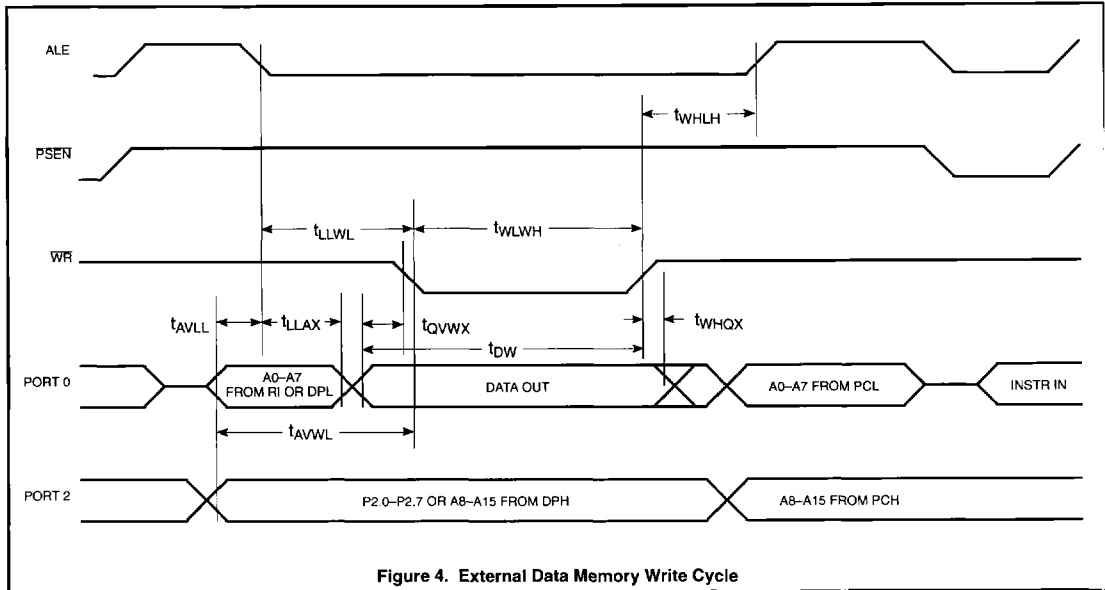 ALE
tWHLH
PSEN
tLLWL
tWLWH
WR
tAVLL
tLLAX
tQVWX
tWHQX
tDW
PORT 0
A0–A7
FROM RI OR DPL
DATA OUT
A0–A7 FROM PCL
INSTR IN
tAVWL
PORT 2
P2.0–P2.7 OR A8–A15 FROM DPH
A8–A15 FROM PCH
Figure 4. External Data Memory Write Cycle